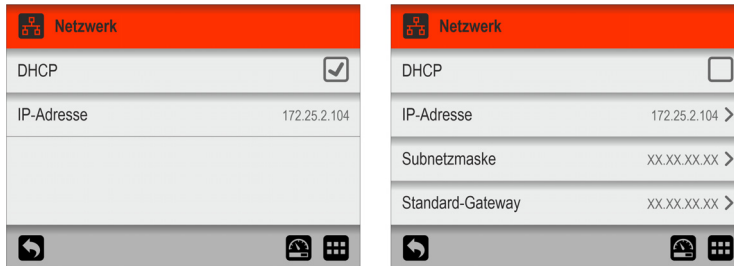 Netzwerk
DHCP
IP-Adresse 172.25.2.104
Netzwerk
DHCP
IP-Adresse 172.25.2.104
Subnetzmaske XX.XX.XX.XX
Standard-Gateway XX.XX.XX.XX